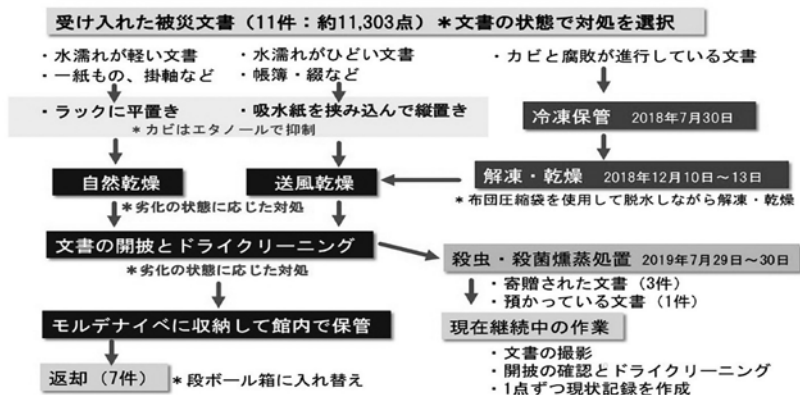 受け入れた被災文書（11件：約11,303点）＊文書の状態で対処を選択
・水濡れが軽い文書
・一紙もの、掛軸など
・水濡れがひどい文書
・帳簿・綴など
・カビと腐敗が進行している文書
・ラックに平置き
・吸水紙を挟み込んで縦置き
＊カビはエタノールで抑制
冷凍保管 2018年7月30日
自然乾燥
送風乾燥
解凍・乾燥 2018年12月10日～13日
＊布団圧縮袋を使用して脱水しながら解凍・乾燥
＊劣化の状態に応じた対処
文書の開披とドライクリーニング
＊劣化の状態に応じた対処
殺虫・殺菌燻蒸処置 2019年7月29日～30日
・寄贈された文書（3件）
・預かっている文書（1件）
モルデナイベに収納して館内で保管
現在継続中の作業
・文書の撮影
・開披の確認とドライクリーニング
・1点ずつ現状記録を作成
返却（7件）
＊段ボール箱に入れ替え